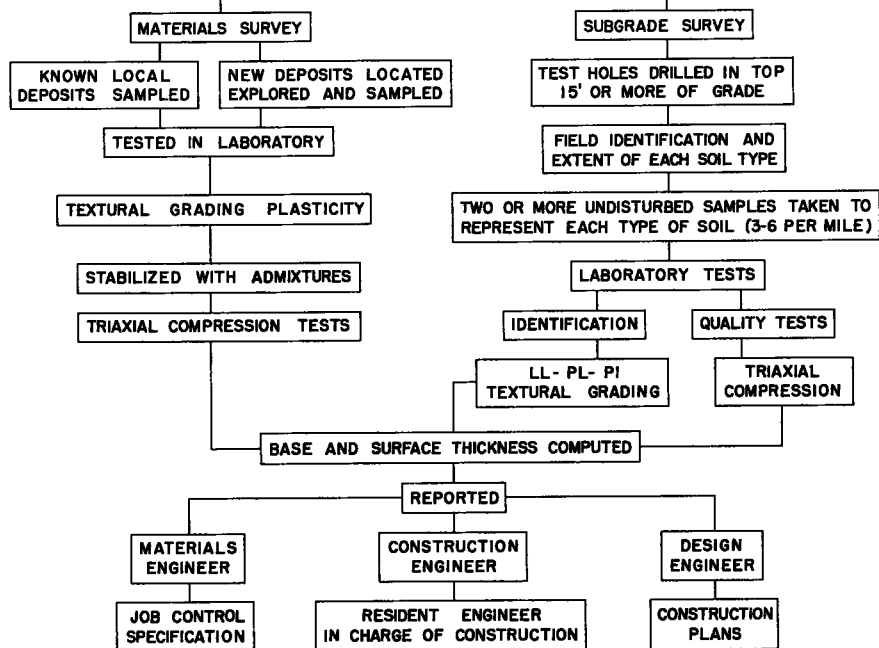 MATERIALS SURVEY
SUBGRADE SURVEY
KNOWN LOCAL
DEPOSITS SAMPLED
NEW DEPOSITS LOCATED
EXPLORED AND SAMPLED
TEST HOLES DRILLED IN TOP
15' OR MORE OF GRADE
TESTED IN LABORATORY
FIELD IDENTIFICATION AND
EXTENT OF EACH SOIL TYPE
TEXTURAL GRADING PLASTICITY
TWO OR MORE UNDISTURBED SAMPLES TAKEN TO
REPRESENT EACH TYPE OF SOIL (3-6 PER MILE)
STABILIZED WITH ADMIXTURES
LABORATORY TESTS
TRIAXIAL COMPRESSION TESTS
IDENTIFICATION
QUALITY TESTS
LL- PL- PI
TEXTURAL GRADING
TRIAXIAL
COMPRESSION
BASE AND SURFACE THICKNESS COMPUTED
REPORTED
MATERIALS
ENGINEER
CONSTRUCTION
ENGINEER
DESIGN
ENGINEER
JOB CONTROL
SPECIFICATION
RESIDENT ENGINEER
IN CHARGE OF CONSTRUCTION
CONSTRUCTION
PLANS